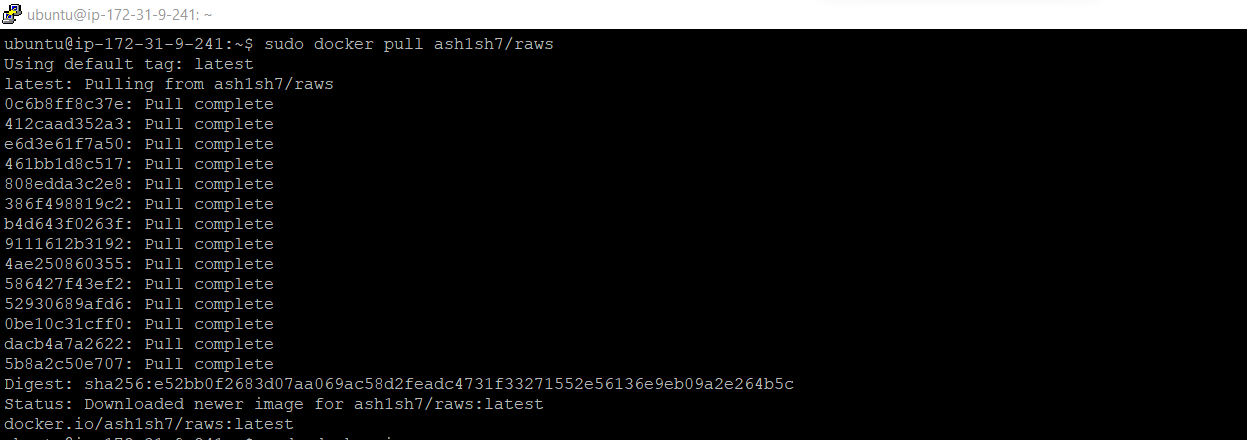 ubuntu@ip-172-31-9-241: ~
ubuntu@ip-172-31-9-241:~$ sudo docker pull ash1sh7/raws
Using default tag: latest
latest: Pulling from ash1sh7/raws
0c6b8ff8c37e: Pull complete
412caad352a3: Pull complete
e6d3e61f7a50: Pull complete
461bb1d8c517: Pull complete
808edda3c2e8: Pull complete
386f498819c2: Pull complete
b4d643f0263f: Pull complete
9111612b3192: Pull complete
4ae250860355: Pull complete
586427f43ef2: Pull complete
52930689afd6: Pull complete
0be10c31cff0: Pull complete
dacb4a7a2622: Pull complete
5b8a2c50e707: Pull complete
Digest: sha256:e52bb0f2683d07aa069ac58d2feadc4731f33271552e56136e9eb09a2e264b5c
Status: Downloaded newer image for ash1sh7/raws:latest
docker.io/ash1sh7/raws:latest